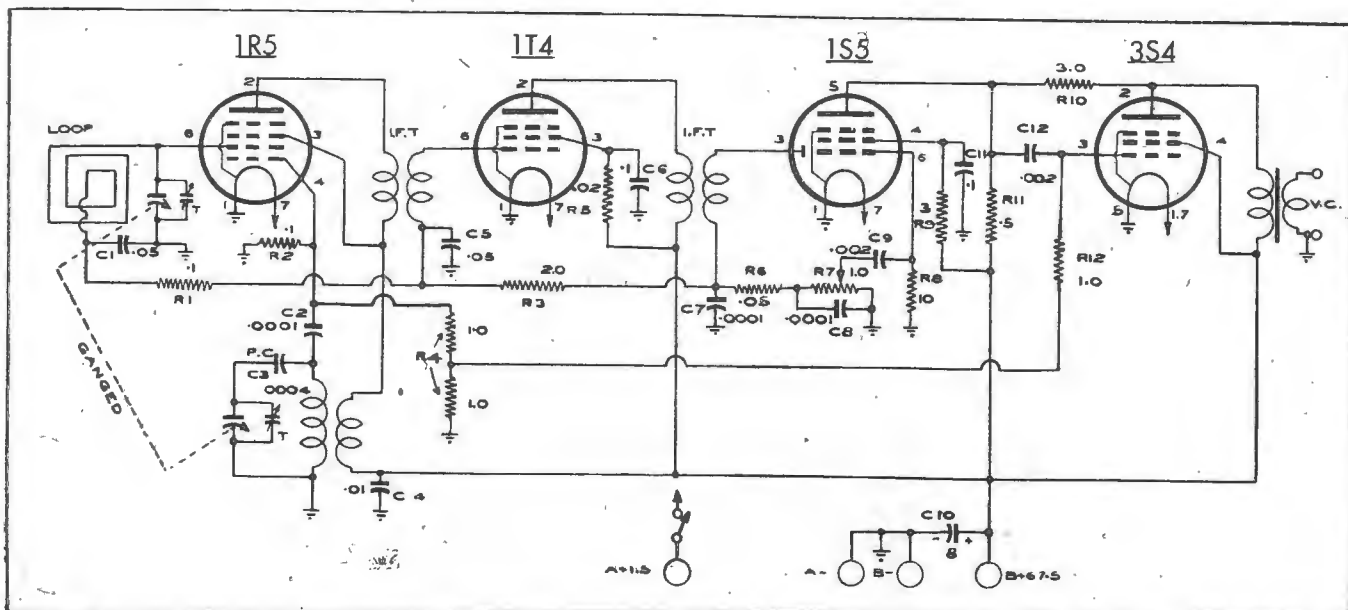 1R5
1T4
1S5
3S4
2
2
5
3.0
R10
2
LOOP
6
3
I.F.T
6
3
I.F.T
3
4
6
C11
.1
C12
.002
3
4
4
T
.1
C6
.02
R5
3
R9
R11
.5
1
7
1
7
1
7
5
1.7
V.C.
C1
.05
.1
R2
C5
.05
.002
C9
R12
1.0
.1
R1
2.0
R3
R6
.05
R7
1.0
R8
10
C7
.0001
.0001
C8
C2
.0001
1.0
R4
P.C
C3
.0004
1.0
GANGED
T
.01
C4
C10
-
+
8
A+1.5
A-
B-
B+67.5